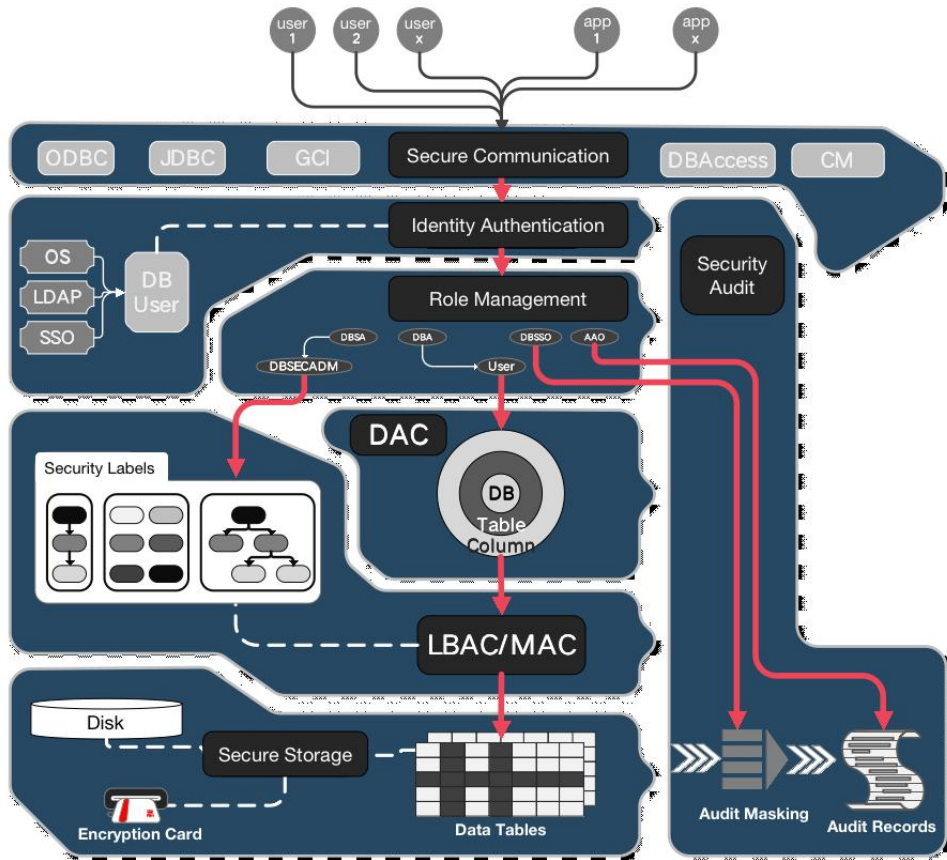 user
1
user
2
user
x
app
1
app
x
ODBC
JDBC
GCI
Secure Communication
DBAccess
CM
Identity Authentication
OS
LDAP
SSO
DB
User
Security
Audit
Role Management
DBSA
DBA
DBSSO
AAO
DBSECADM
User
DAC
Security Labels
DB
Table
Column
LBAC/MAC
Disk
Secure Storage
Encryption Card
Data Tables
Audit Masking
Audit Records